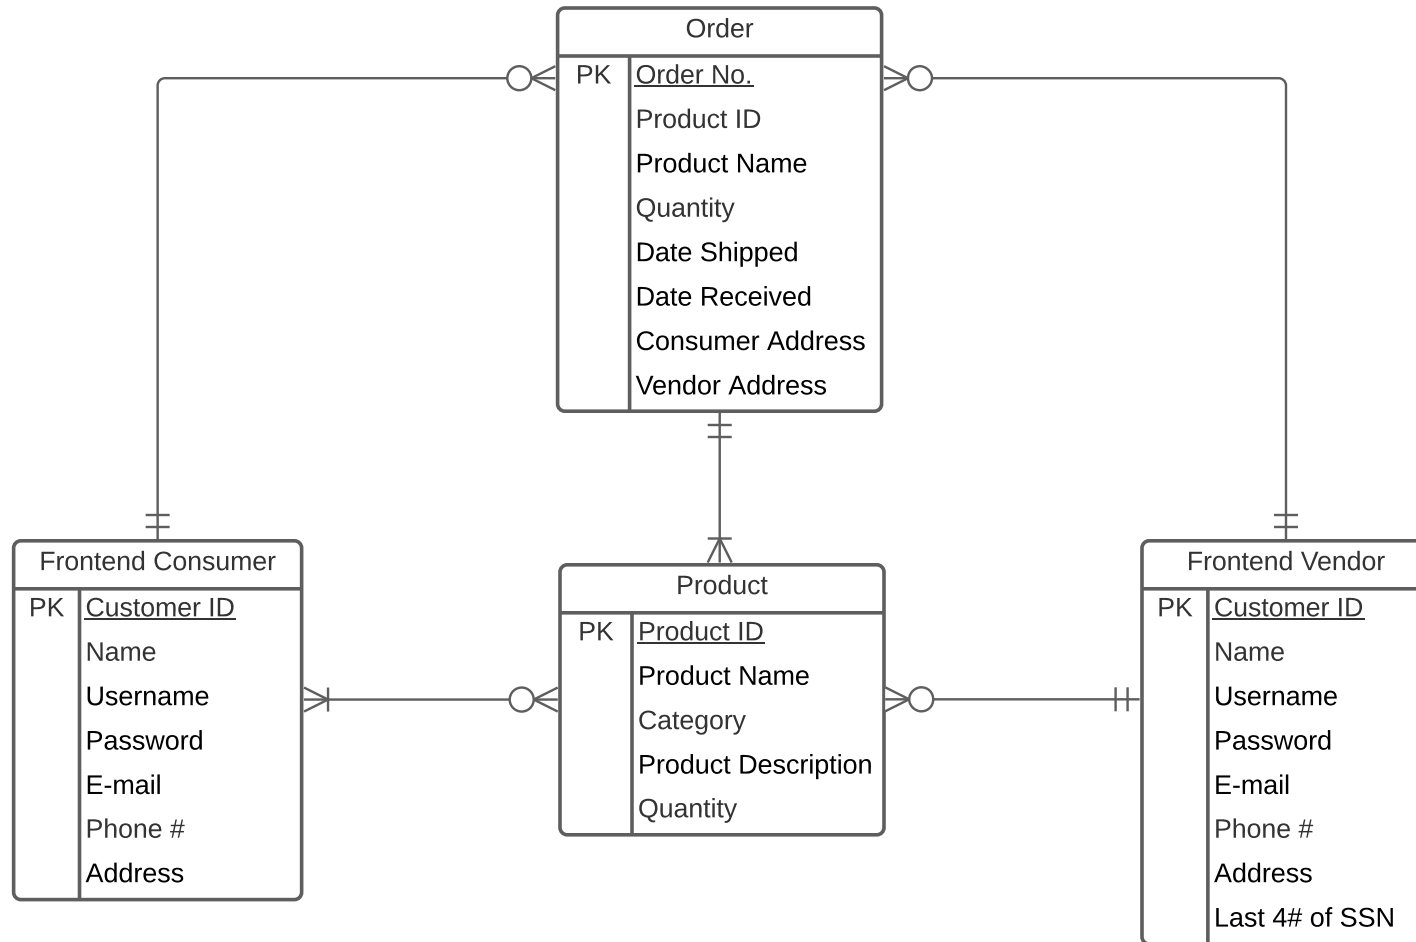 Order
PK Order No.
Product ID
Product Name
Quantity
Date Shipped
Date Received
Consumer Address
Vendor Address
Frontend Consumer
PK Customer ID
Name
Username
Password
E-mail
Phone #
Address
Product
PK Product ID
Product Name
Category
Product Description
Quantity
Frontend Vendor
PK Customer ID
Name
Username
Password
E-mail
Phone #
Address
Last 4# of SSN